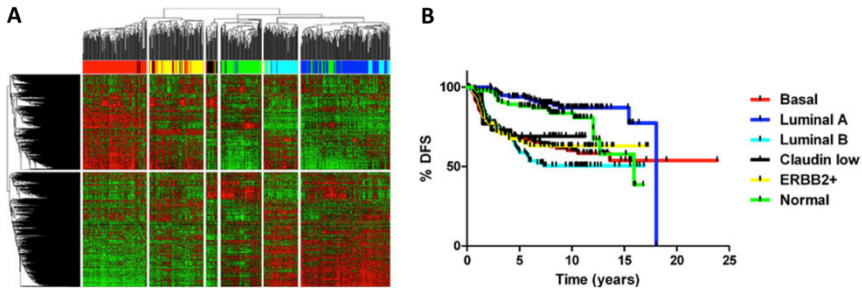 A
B
% DFS
100
50
0
0
5
10
15
20
25
Time (years)
Basal
Luminal A
Luminal B
Claudin low
ERBB2+
Normal